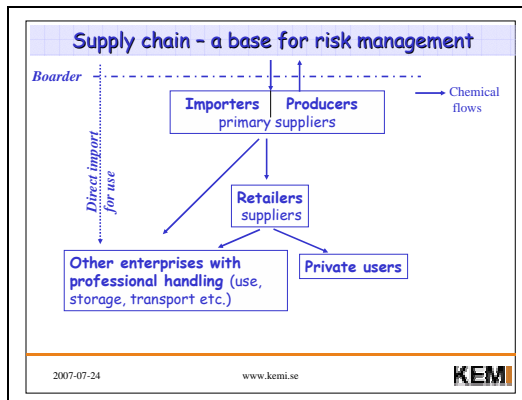 Supply chain – a base for risk management
Boarder
Chemical
flows
Importers Producers
primary suppliers
Direct import
for use
Retailers
suppliers
Other enterprises with
professional handling (use,
storage, transport etc.)
Private users
2007-07-24
www.kemi.se
KEMI